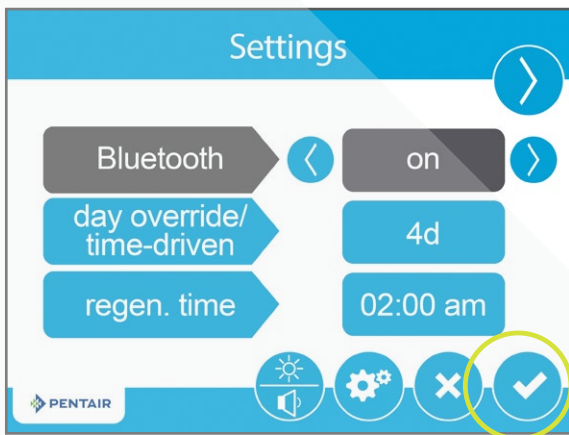 Settings
Bluetooth
on
day override/
time-driven
4d
regen. time
02:00 am
PENTAIR